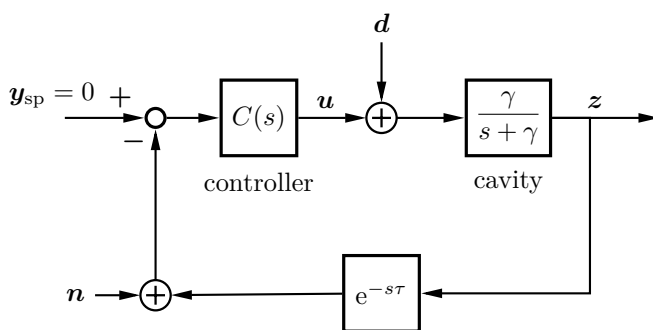 d
y_sp = 0
+
−
C(s)
controller
u
+
γ/(s + γ)
cavity
z
n
+
e^{−sτ}